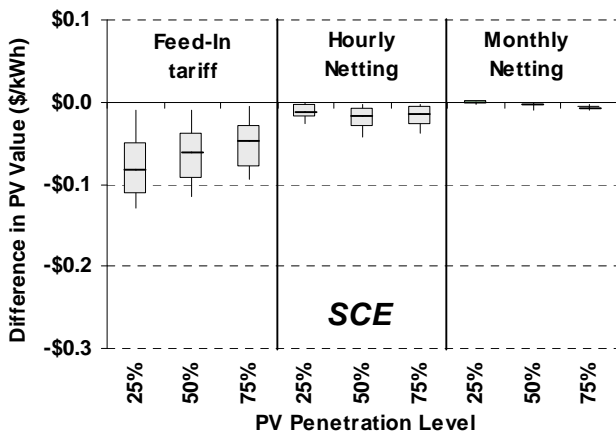 $0.1
$0.0
-$0.1
-$0.2
-$0.3
Difference in PV Value ($/kWh)
Feed-In
tariff
Hourly
Netting
Monthly
Netting
SCE
25%
50%
75%
25%
50%
75%
25%
50%
75%
PV Penetration Level